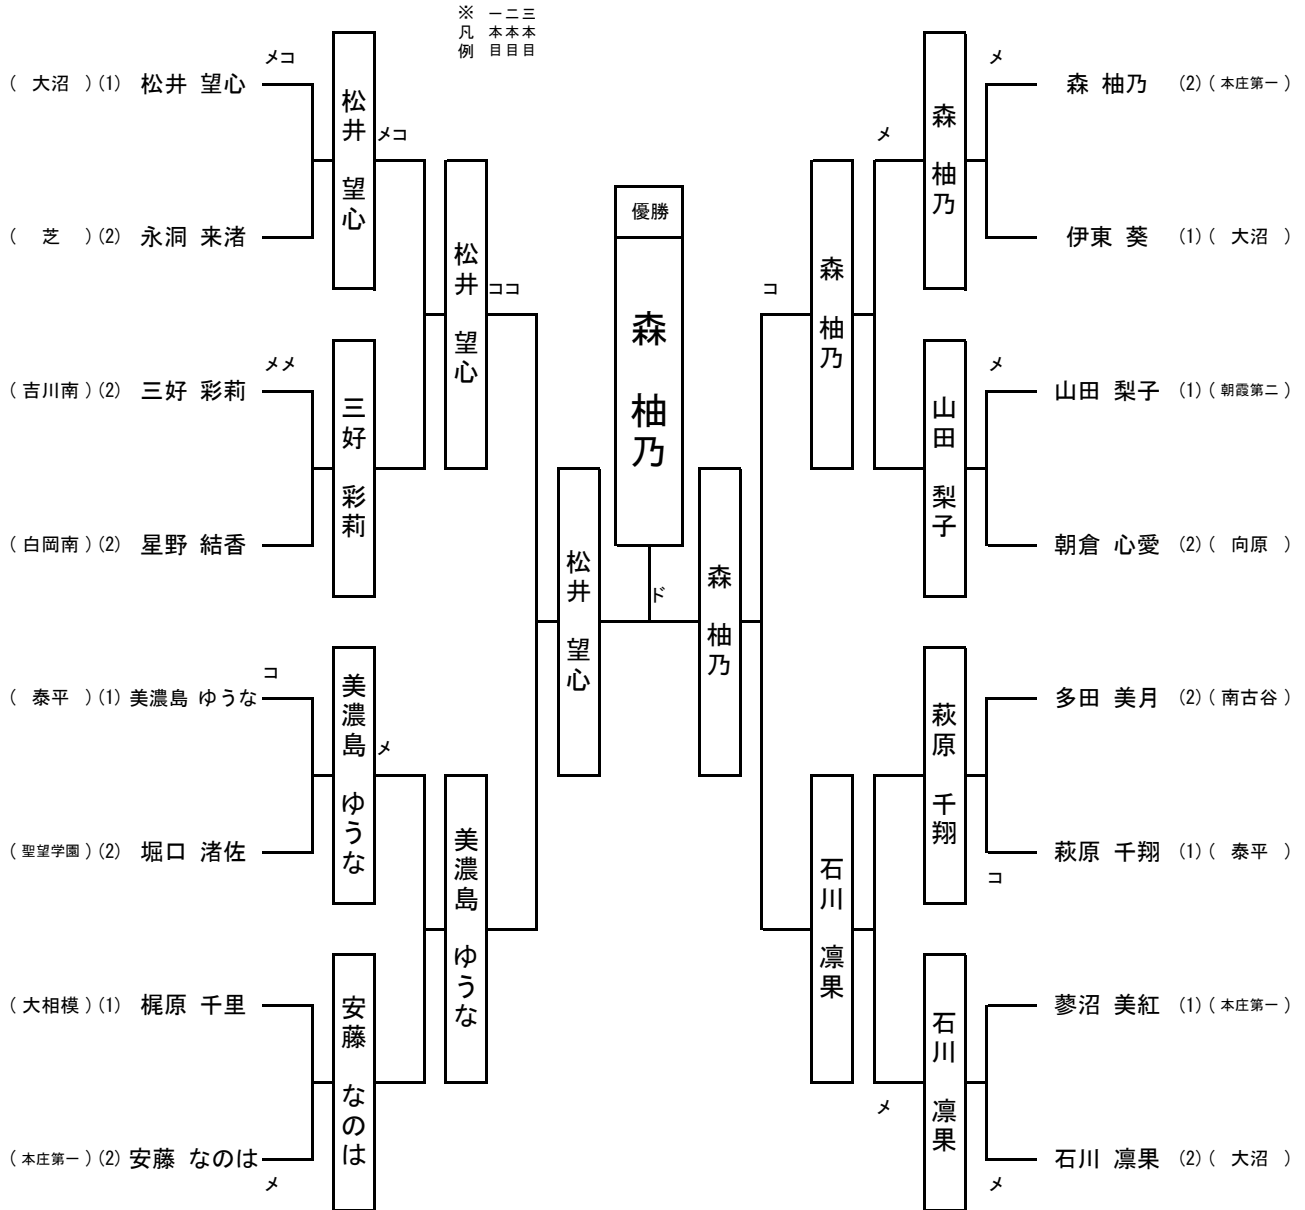 ※凡例 一本目 二本目 三本目
(大沼)(1) 松井 望心 メコ
(芝)(2) 永洞 来渚
(吉川南)(2) 三好 彩莉 メメ
(白岡南)(2) 星野 結香
(泰平)(1) 美濃島 ゆうな コ
(聖望学園)(2) 堀口 渚佐
(大相模)(1) 梶原 千里
(本庄第一)(2) 安藤 なのは メ
松井 望心 メコ
三好 彩莉
美濃島 ゆうな メ
安藤 なのは
松井 望心 ココ
美濃島 ゆうな
松井 望心
優勝
森 柚乃
ド
森 柚乃
コ 森 柚乃
石川 凛果
メ 森 柚乃
山田 梨子
萩原 千翔
メ 石川 凛果
メ 森 柚乃 (2)(本庄第一)
伊東 葵 (1)(大沼)
メ 山田 梨子 (1)(朝霞第二)
朝倉 心愛 (2)(向原)
多田 美月 (2)(南古谷)
コ 萩原 千翔 (1)(泰平)
蓼沼 美紅 (1)(本庄第一)
メ 石川 凛果 (2)(大沼)